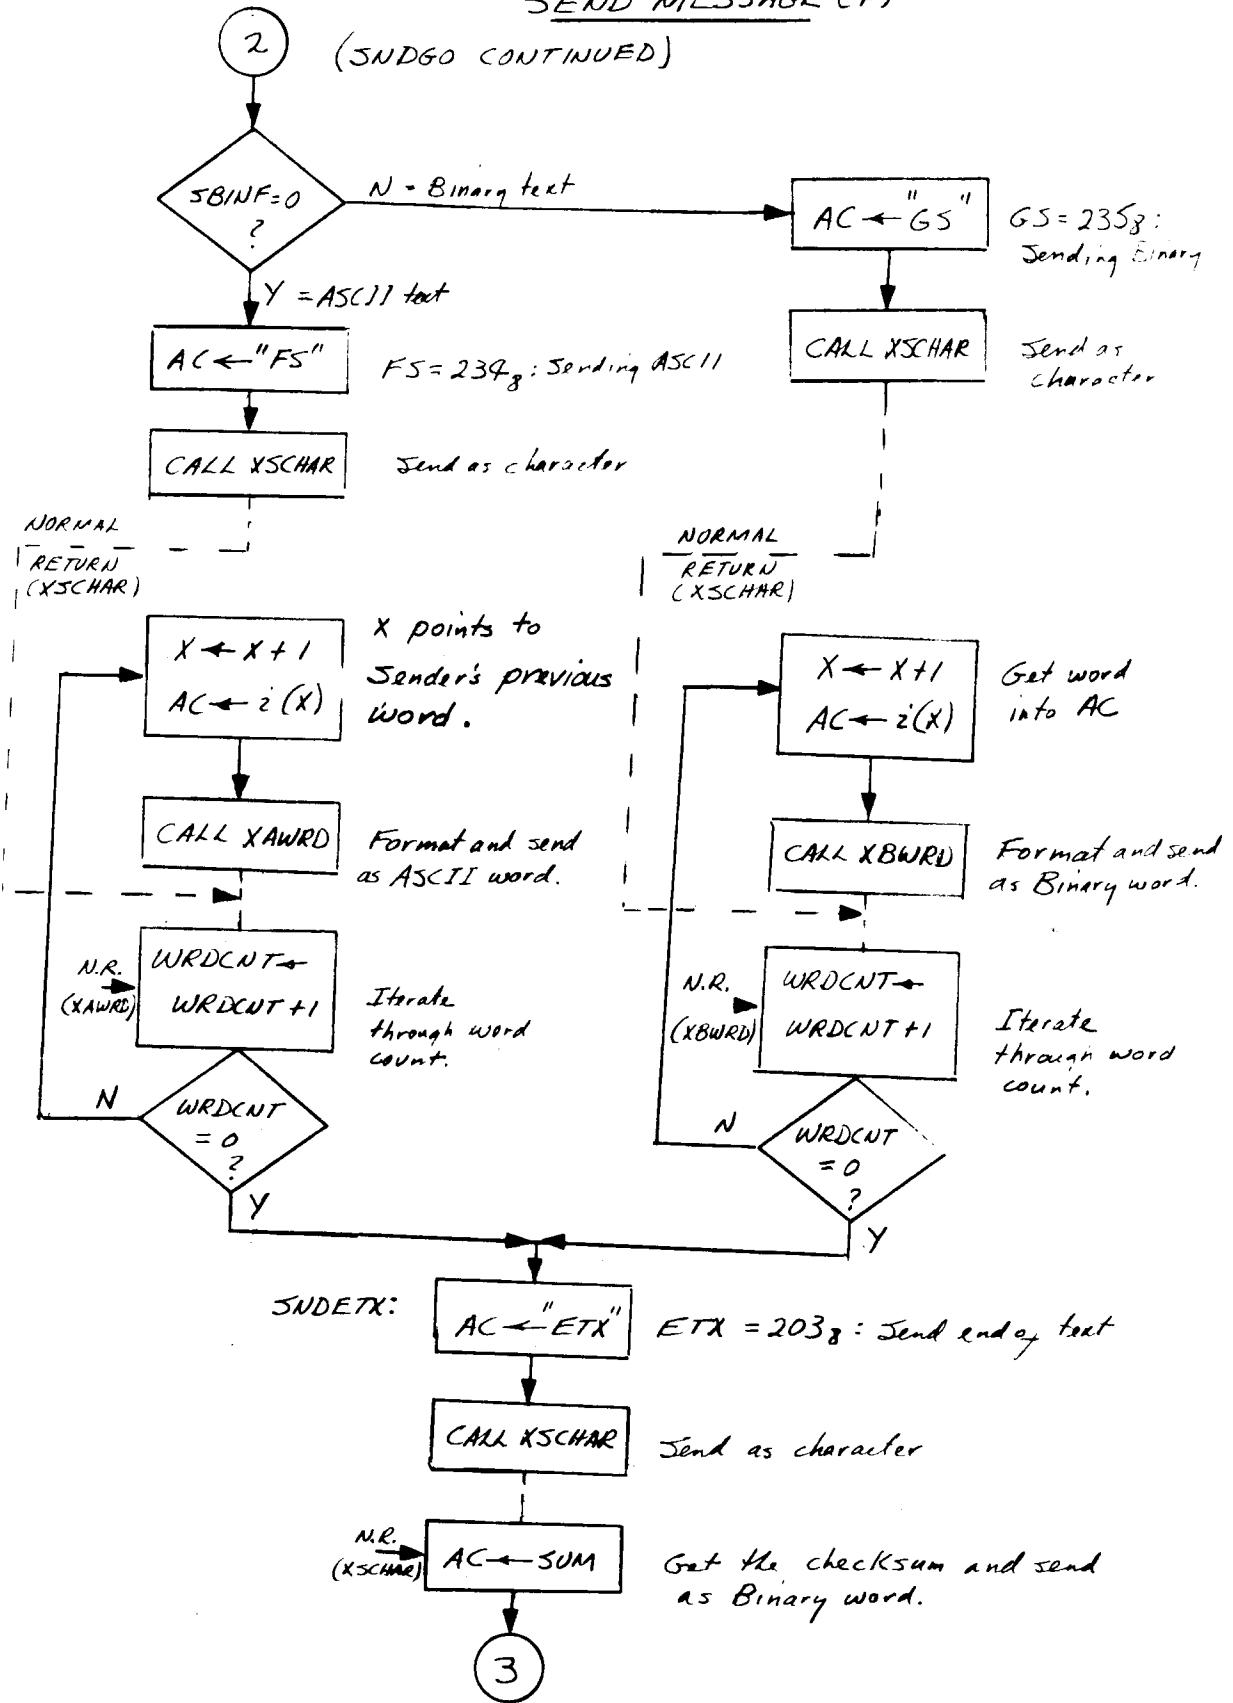 SEND MESSAGE
2
(SNDGO CONTINUED)
SBINF=0
?
N = Binary text
Y = ASCII text
AC ← "GS"
GS = 235₈:
Sending Binary
CALL XSCHAR
Send as
character
AC ← "FS"
FS = 234₈: Sending ASCII
CALL XSCHAR
Send as character
NORMAL
RETURN
(XSCHAR)
NORMAL
RETURN
(XSCHAR)
X ← X + 1
AC ← i(X)
X points to
Sender's previous
word.
X ← X + 1
AC ← i(X)
Get word
into AC
CALL XAWRD
Format and send
as ASCII word.
CALL XBWRD
Format and send
as Binary word.
N.R.
(XAWRD)
WRDCNT ←
WRDCNT + 1
Iterate
through word
count.
N.R.
(XBWRD)
WRDCNT ←
WRDCNT + 1
Iterate
through word
count.
N
WRDCNT
= 0
?
Y
N
WRDCNT
= 0
?
Y
SNDETX:
AC ← "ETX"
ETX = 203₈: Send end of text
CALL XSCHAR
Send as character
N.R.
(XSCHAR)
AC ← SUM
Get the checksum and send
as Binary word.
3